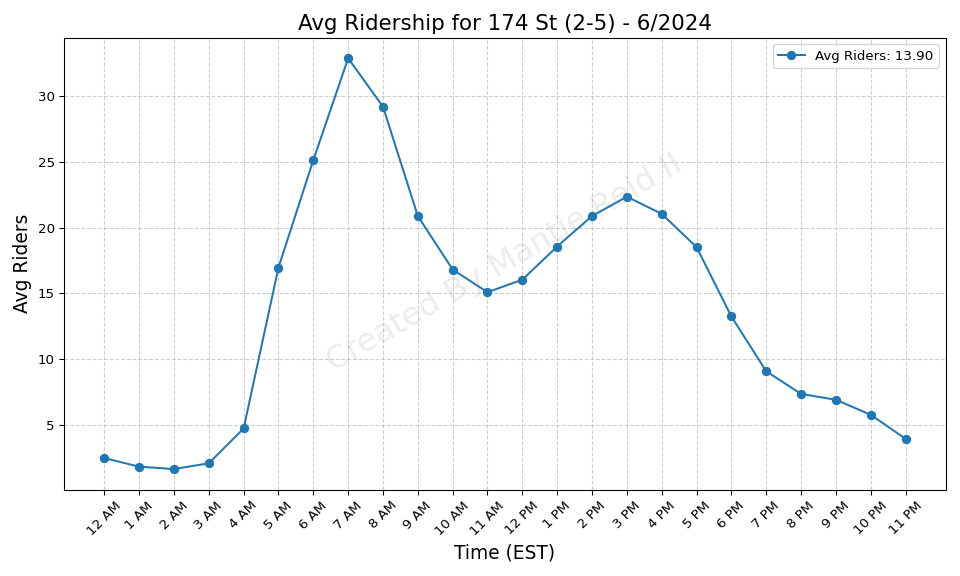 Avg Ridership for 174 St (2-5) - 6/2024
Avg Riders: 13.90
Avg Riders
30
25
20
15
10
5
Created By Mantle Reid II
12 AM
1 AM
2 AM
3 AM
4 AM
5 AM
6 AM
7 AM
8 AM
9 AM
10 AM
11 AM
12 PM
1 PM
2 PM
3 PM
4 PM
5 PM
6 PM
7 PM
8 PM
9 PM
10 PM
11 PM
Time (EST)